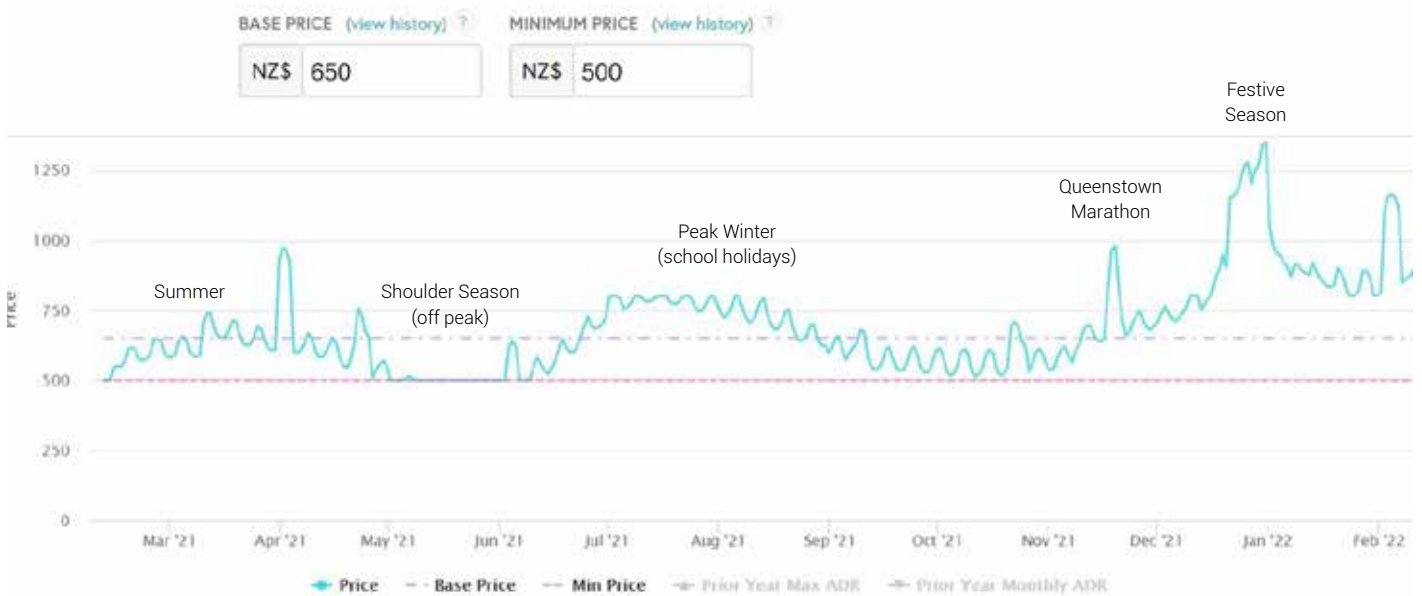 BASE PRICE (view history) ?
MINIMUM PRICE (view history) ?
NZ$ 650
NZ$ 500
Festive
Season
Queenstown
Marathon
Peak Winter
(school holidays)
Summer
Shoulder Season
(off peak)
Price
1250
1000
750
500
250
0
Mar '21 Apr '21 May '21 Jun '21 Jul '21 Aug '21 Sep '21 Oct '21 Nov '21 Dec '21 Jan '22 Feb '22
Price Base Price Min Price Prior Year Max ADR Prior Year Monthly ADR